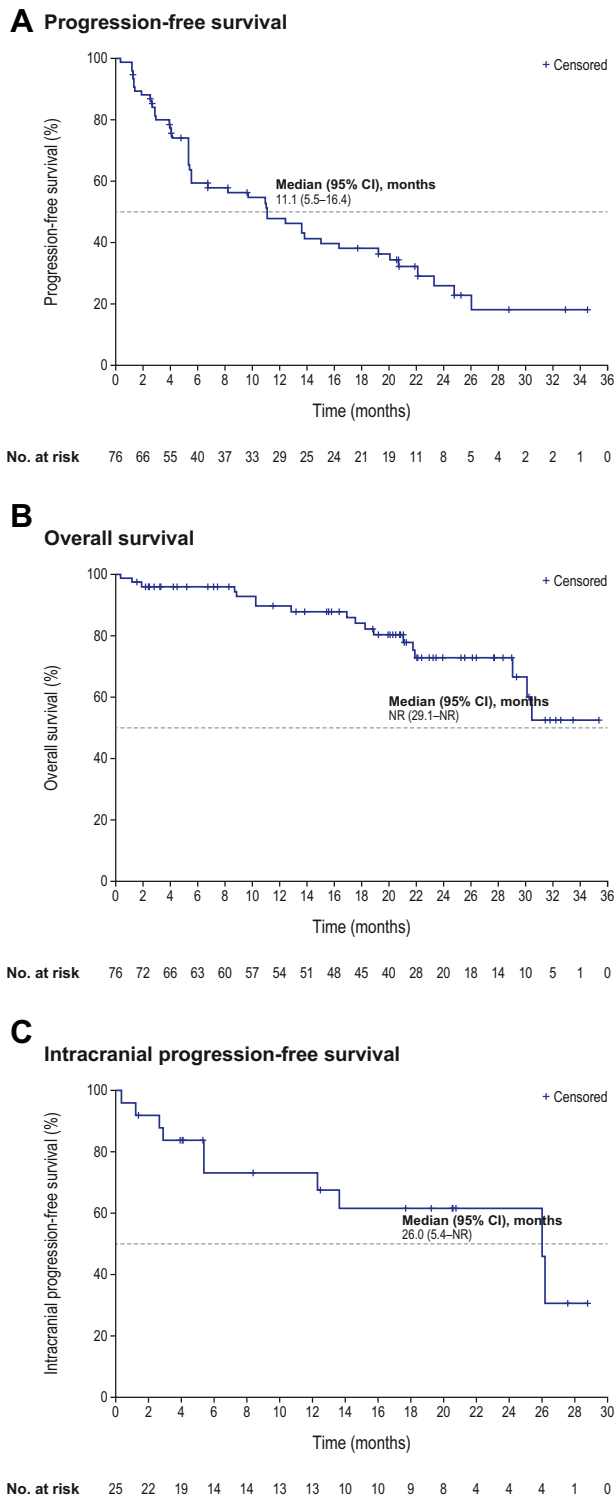 A Progression-free survival
100
80
60
40
20
0
Progression-free survival (%)
+ Censored
Median (95% CI), months
11.1 (5.5–16.4)
0 2 4 6 8 10 12 14 16 18 20 22 24 26 28 30 32 34 36
Time (months)
No. at risk 76 66 55 40 37 33 29 25 24 21 19 11 8 5 4 2 2 1 0
B
Overall survival
100
80
60
40
20
0
Overall survival (%)
+ Censored
Median (95% CI), months
NR (29.1–NR)
0 2 4 6 8 10 12 14 16 18 20 22 24 26 28 30 32 34 36
Time (months)
No. at risk 76 72 66 63 60 57 54 51 48 45 40 28 20 18 14 10 5 1 0
C
Intracranial progression-free survival
100
80
60
40
20
0
Intracranial progression-free survival (%)
+ Censored
Median (95% CI), months
26.0 (5.4–NR)
0 2 4 6 8 10 12 14 16 18 20 22 24 26 28 30
Time (months)
No. at risk 25 22 19 14 14 13 13 10 10 9 8 4 4 4 1 0